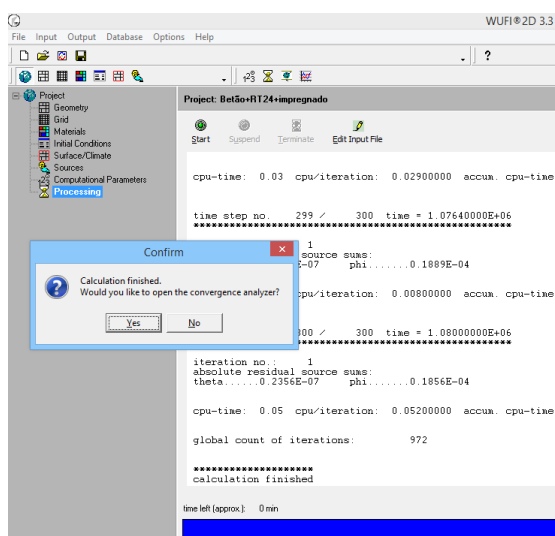 WUFI®2D 3.3
File Input Output Database Options Help
?
Project
Geometry
Grid
Materials
Initial Conditions
Surface/Climate
Sources
Computational Parameters
Processing
Project: Betão+RT24+impregnado
Start Suspend Terminate Edit Input File
cpu-time: 0.03 cpu/iteration: 0.02900000 accum. cpu-time
time step no. 299 / 300 time = 1.07640000E+06
******************************************
1
source sums:
E-07 phi.......0.1889E-04
cpu/iteration: 0.00800000 accum. cpu-time
300 / 300 time = 1.08000000E+06
******************************************
iteration no.: 1
absolute residual source sums:
theta......0.2356E-07 phi.......0.1856E-04
cpu-time: 0.05 cpu/iteration: 0.05200000 accum. cpu-time
global count of iterations: 972
********************
calculation finished
time left (approx.): 0 min
Confirm
Calculation finished.
Would you like to open the convergence analyzer?
Yes No